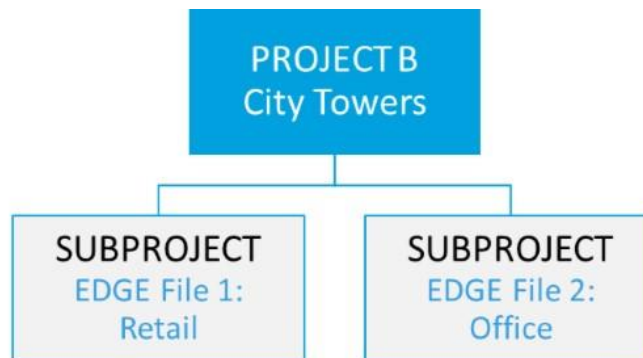 PROJECT B
City Towers
SUBPROJECT
EDGE File 1:
Retail
SUBPROJECT
EDGE File 2:
Office